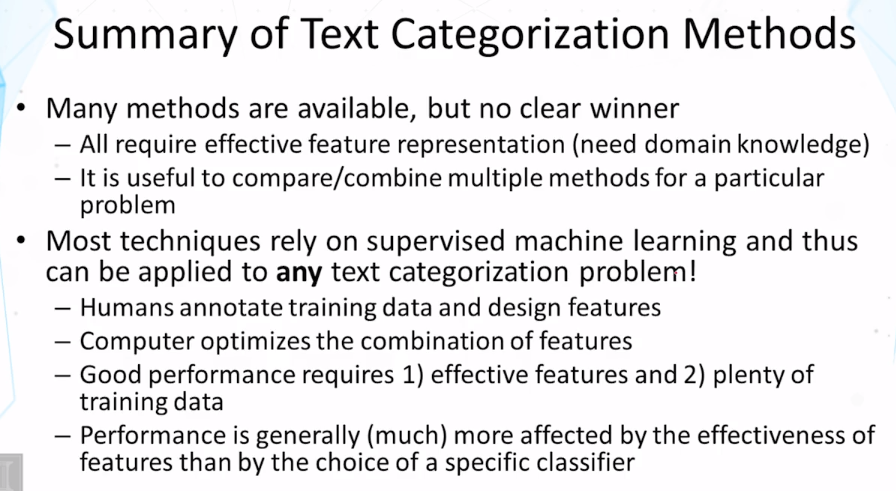 Summary of Text Categorization Methods
• Many methods are available, but no clear winner
– All require effective feature representation (need domain knowledge)
– It is useful to compare/combine multiple methods for a particular
problem
• Most techniques rely on supervised machine learning and thus
can be applied to any text categorization problem!
– Humans annotate training data and design features
– Computer optimizes the combination of features
– Good performance requires 1) effective features and 2) plenty of
training data
– Performance is generally (much) more affected by the effectiveness of
features than by the choice of a specific classifier